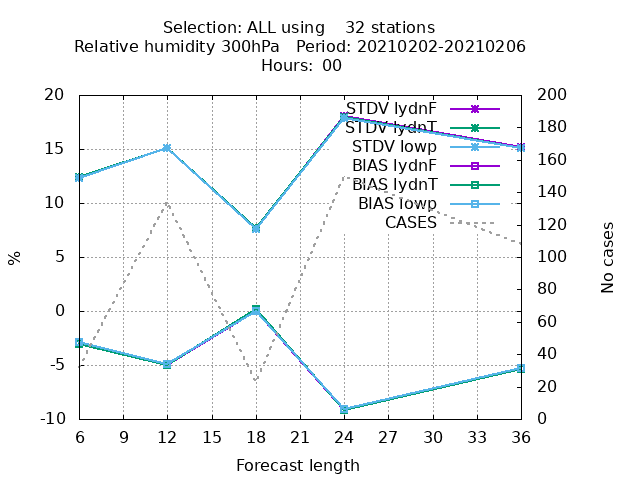 Selection: ALL using    32 stations
Relative humidity 300hPa   Period: 20210202-20210206
Hours: 00
STDV lydnF
STDV lydnT
STDV lowp
BIAS lydnF
BIAS lydnT
BIAS lowp
CASES
20
15
10
5
0
-5
-10
%
200
180
160
140
120
100
80
60
40
20
0
No cases
6 9 12 15 18 21 24 27 30 33 36
Forecast length